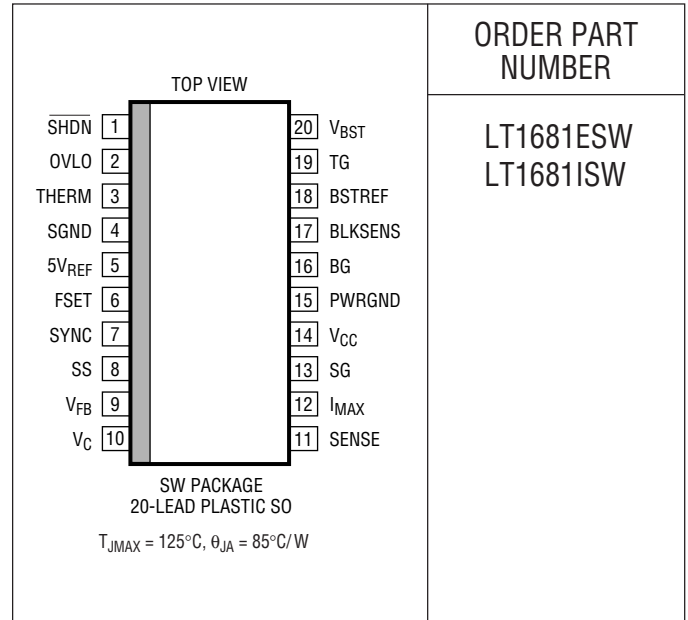 TOP VIEW
SHDN 1
OVLO 2
THERM 3
SGND 4
5VREF 5
FSET 6
SYNC 7
SS 8
VFB 9
VC 10
20 VBST
19 TG
18 BSTREF
17 BLKSENS
16 BG
15 PWRGND
14 VCC
13 SG
12 IMAX
11 SENSE
SW PACKAGE
20-LEAD PLASTIC SO
TJMAX = 125°C, θJA = 85°C/W
ORDER PART
NUMBER
LT1681ESW
LT1681ISW